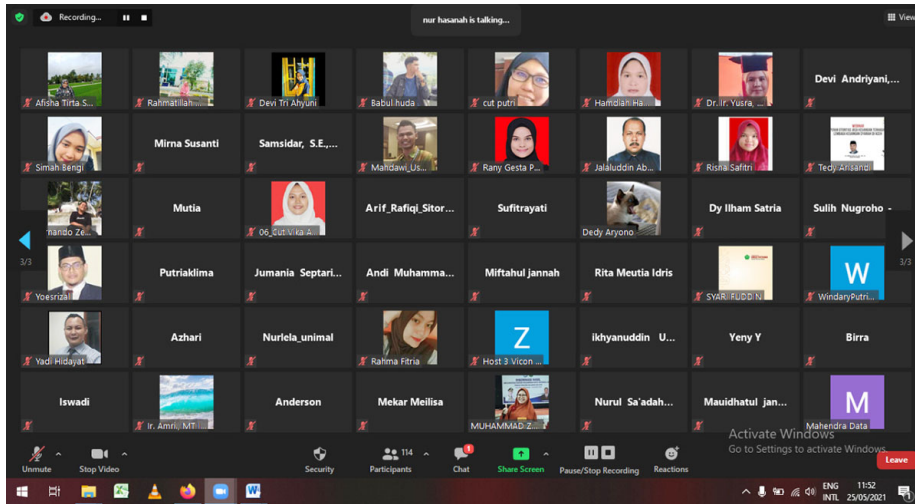 Recording...
nur hasanah is talking...
View
Afisha Tirta S...
Rahmatillah
Devi Tri Ahyuni
Babul huda
cut putri
Hamdiah Ha...
Dr. Ir. Yusra, ...
Devi Andriyani,...
Simah Bengi
Mirna Susanti
Samsidar, S.E.,...
Mahdawi_Us...
Rany Gesta P...
Jalaluddin Ab...
Risna Safitri
Tedy Arisandi
nando Ze...
Mutia
06_Cut Vika A...
Arif_Rafiqi_Sitor...
Sufitrayati
Dedy Aryono
Dy Ilham Satria
Sulih Nugroho -
3/3
3/3
Yoesrizal
Putriaklima
Jumania Septari...
Andi Muhamma...
Miftahul jannah
Rita Meutia Idris
SYARIFUDDIN
W
WindaryPutri...
Yadi Hidayat
Azhari
Nurlela_unimal
Rahma Fitria
Z
Host 3 Vicon ...
ikhyanuddin U...
Yeny Y
Birra
Iswadi
Ir. Amri,. MT
Anderson
Mekar Meilisa
MUHAMMAD Z...
Nurul Sa'adah...
Mauidhatul jan...
M
Mahendra Data
Activate Windows
Go to Settings to activate Windows.
Unmute
Stop Video
Security
114
Participants
1
Chat
Share Screen
Pause/Stop Recording
Reactions
Leave
ENG
INTL
11:52
25/05/2021